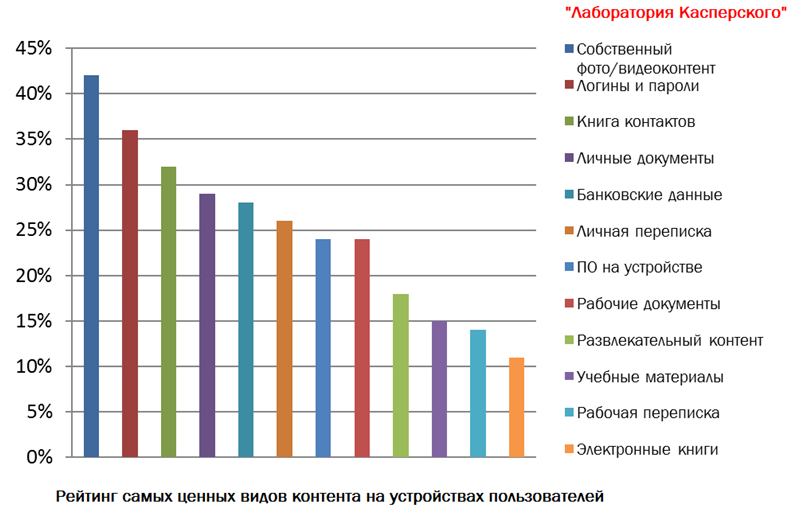 "Лаборатория Касперского"
45%
40%
35%
30%
25%
20%
15%
10%
5%
0%
Собственный
фото/видеоконтент
Логины и пароли
Книга контактов
Личные документы
Банковские данные
Личная переписка
ПО на устройстве
Рабочие документы
Развлекательный контент
Учебные материалы
Рабочая переписка
Электронные книги
Рейтинг самых ценных видов контента на устройствах пользователей